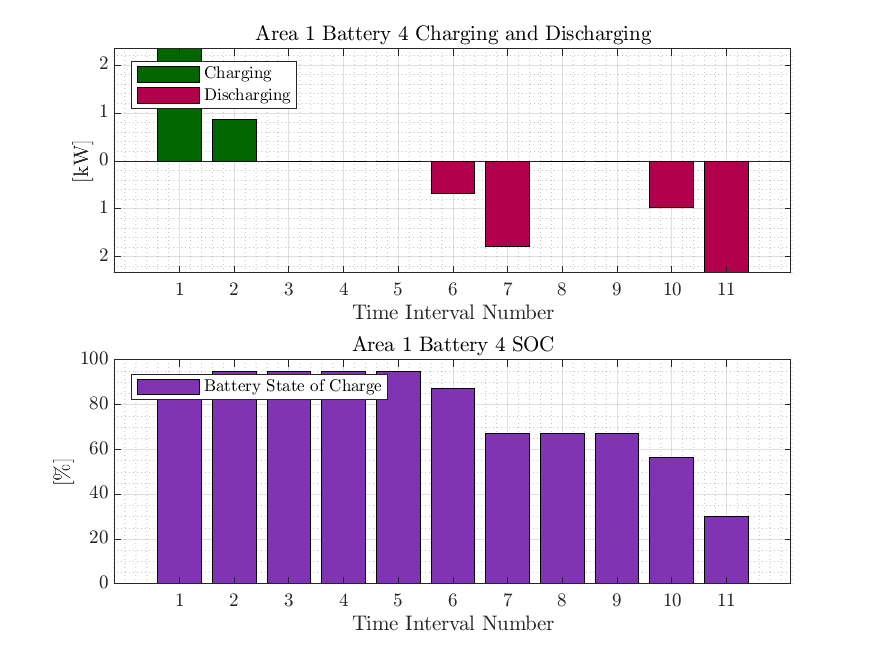 Area 1 Battery 4 Charging and Discharging
2
1
0
1
2
[kW]
Charging
Discharging
1 2 3 4 5 6 7 8 9 10 11
Time Interval Number
Area 1 Battery 4 SOC
100
80
60
40
20
0
[%]
Battery State of Charge
1 2 3 4 5 6 7 8 9 10 11
Time Interval Number